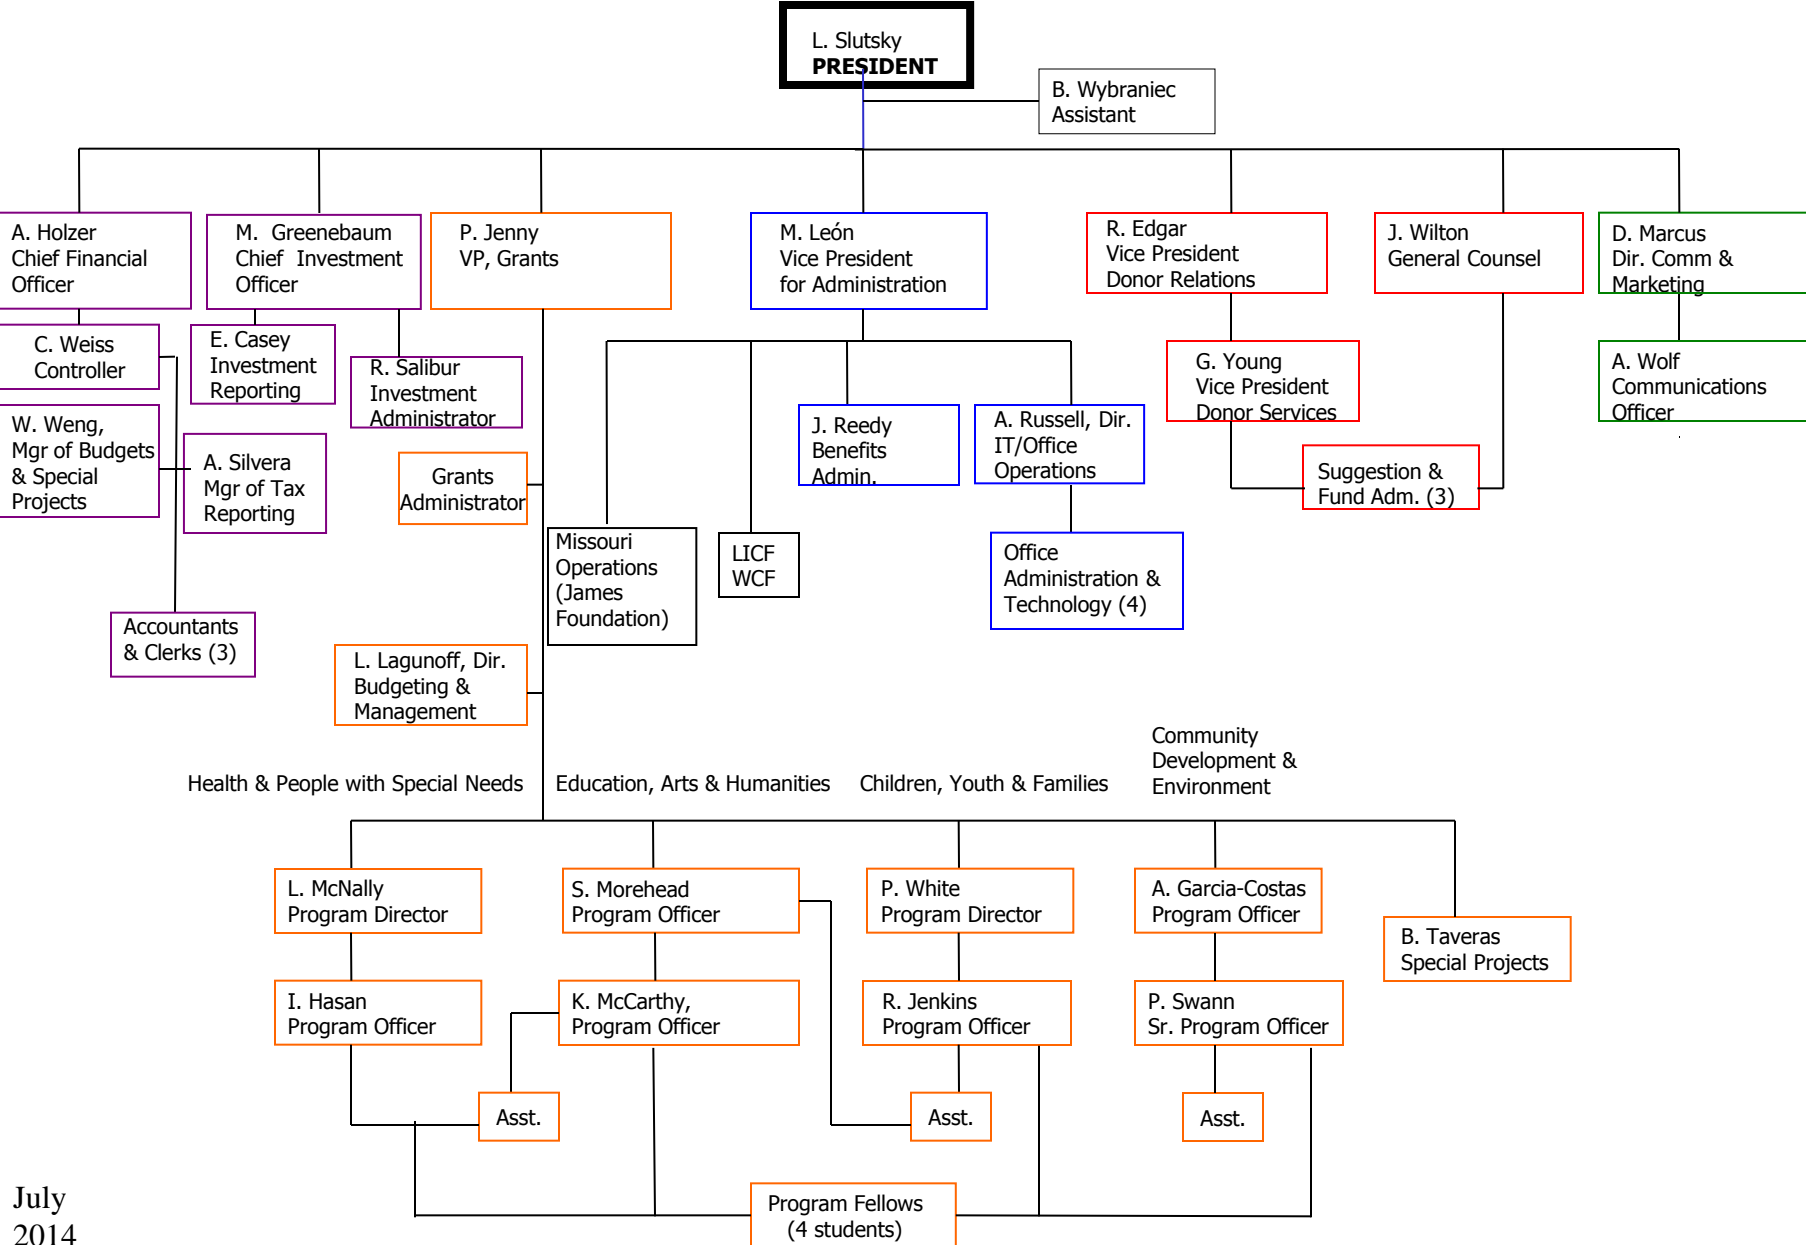 L. Slutsky
PRESIDENT
B. Wybraniec
Assistant
A. Holzer
Chief Financial
Officer
M. Greenebaum
Chief Investment
Officer
P. Jenny
VP, Grants
M. León
Vice President
for Administration
R. Edgar
Vice President
Donor Relations
J. Wilton
General Counsel
D. Marcus
Dir. Comm &
Marketing
C. Weiss
Controller
E. Casey
Investment
Reporting
R. Salibur
Investment
Administrator
G. Young
Vice President
Donor Services
A. Wolf
Communications
Officer
W. Weng,
Mgr of Budgets
& Special
Projects
A. Silvera
Mgr of Tax
Reporting
Grants
Administrator
J. Reedy
Benefits
Admin.
A. Russell, Dir.
IT/Office
Operations
Suggestion &
Fund Adm. (3)
Missouri
Operations
(James
Foundation)
LICF
WCF
Office
Administration &
Technology (4)
Accountants
& Clerks (3)
L. Lagunoff, Dir.
Budgeting &
Management
Health & People with Special Needs
Education, Arts & Humanities
Children, Youth & Families
Community
Development &
Environment
L. McNally
Program Director
S. Morehead
Program Officer
P. White
Program Director
A. Garcia-Costas
Program Officer
B. Taveras
Special Projects
I. Hasan
Program Officer
K. McCarthy,
Program Officer
R. Jenkins
Program Officer
P. Swann
Sr. Program Officer
Asst.
Asst.
Asst.
Program Fellows
(4 students)
July
2014